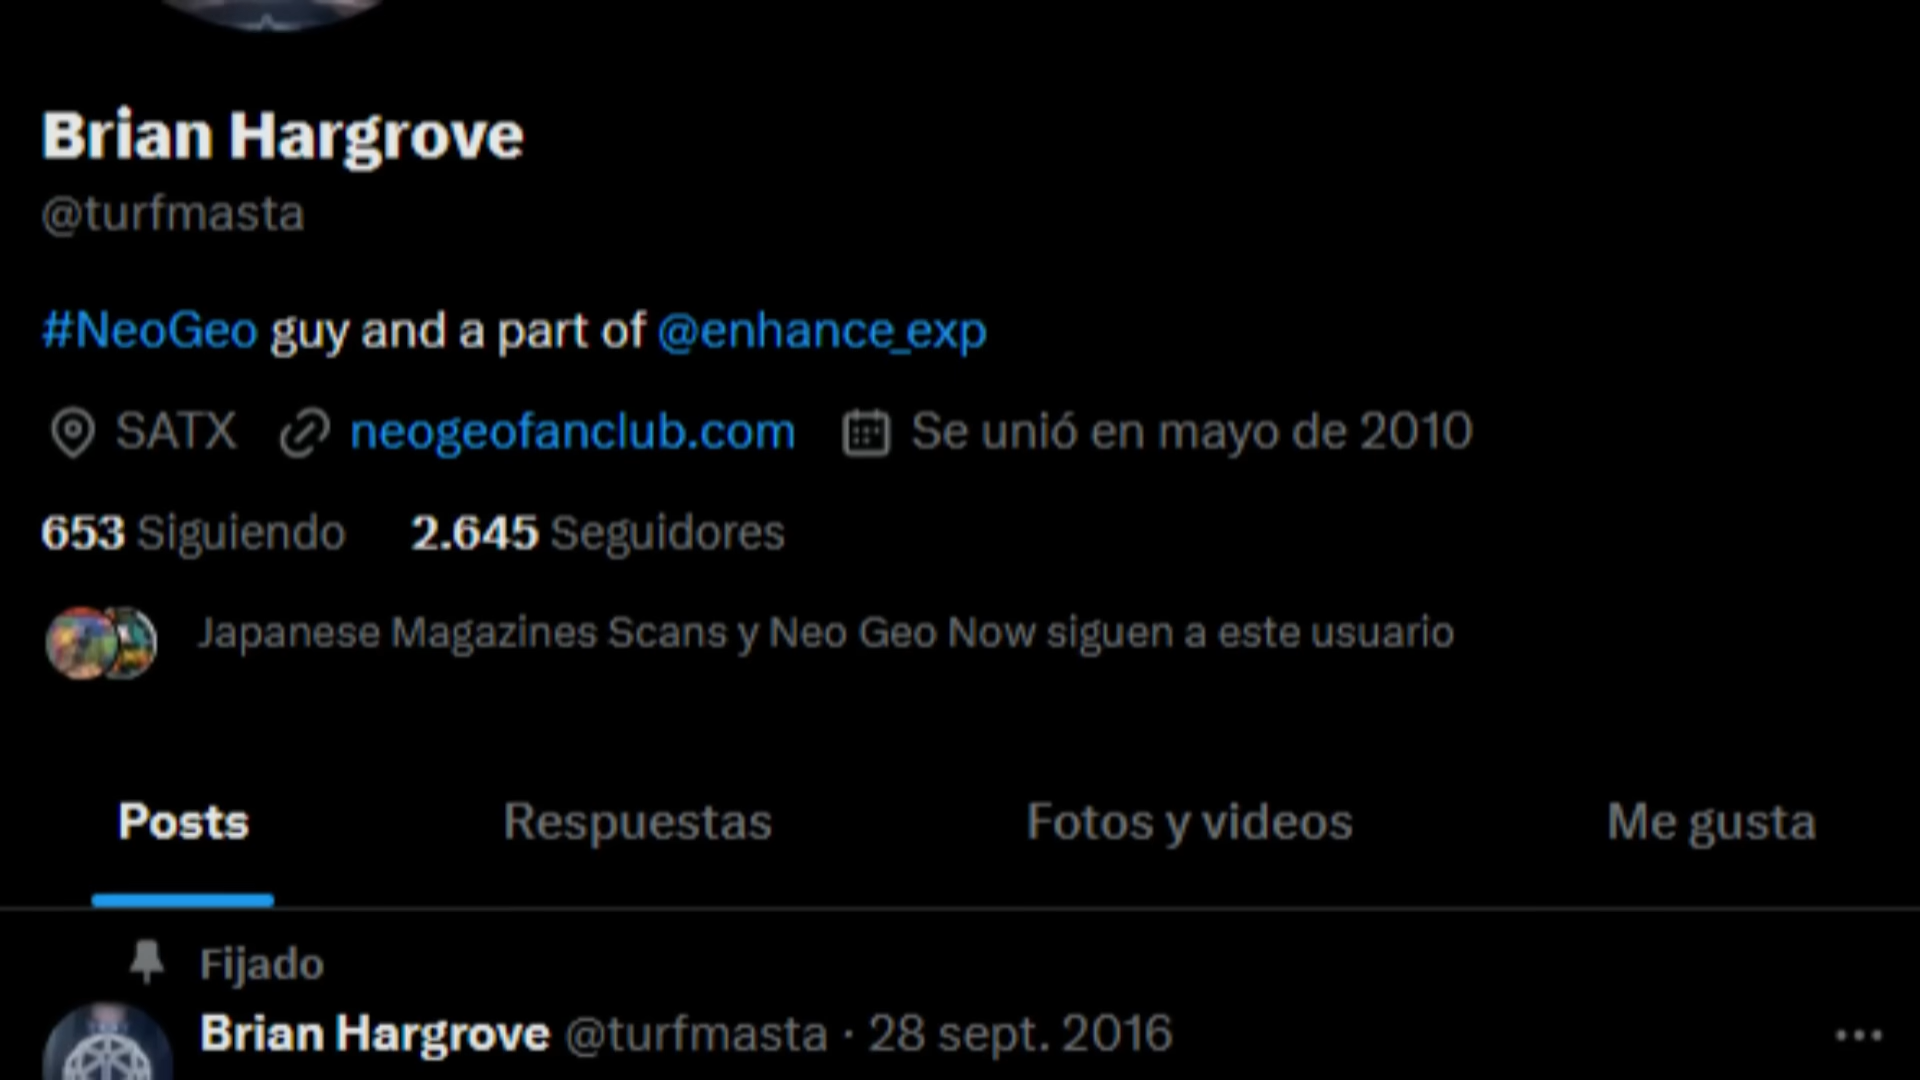 Brian Hargrove
@turfmasta
#NeoGeo guy and a part of @enhance_exp
SATX neogeofanclub.com Se unió en mayo de 2010
653 Siguiendo 2.645 Seguidores
Japanese Magazines Scans y Neo Geo Now siguen a este usuario
Posts Respuestas Fotos y videos Me gusta
Fijado
Brian Hargrove @turfmasta · 28 sept. 2016